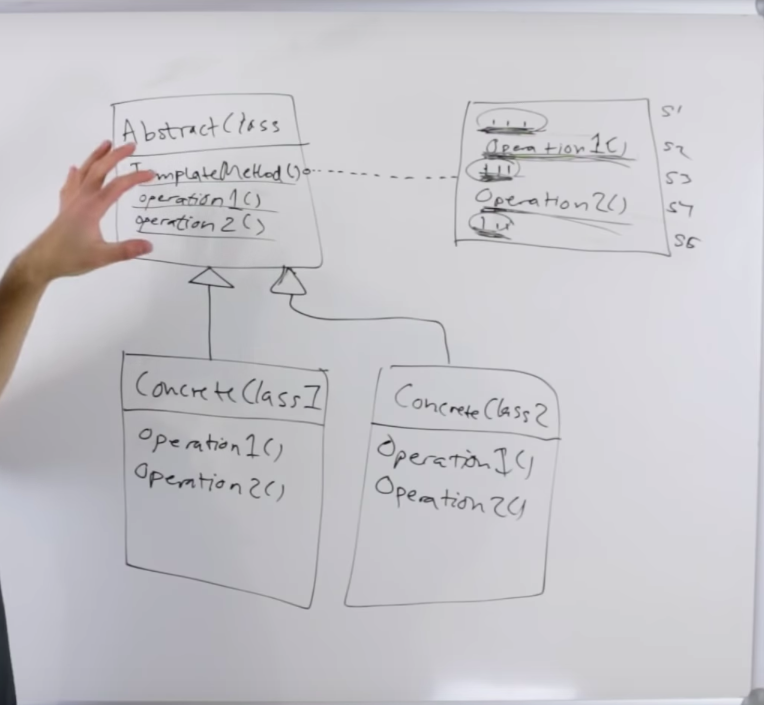 AbstractClass
TemplateMethod()
operation1()
operation2()
...
Operation1()
...
Operation2()
...
S1
S2
S3
S4
S5
ConcreteClass1
Operation1()
Operation2()
ConcreteClass2
Operation1()
Operation2()